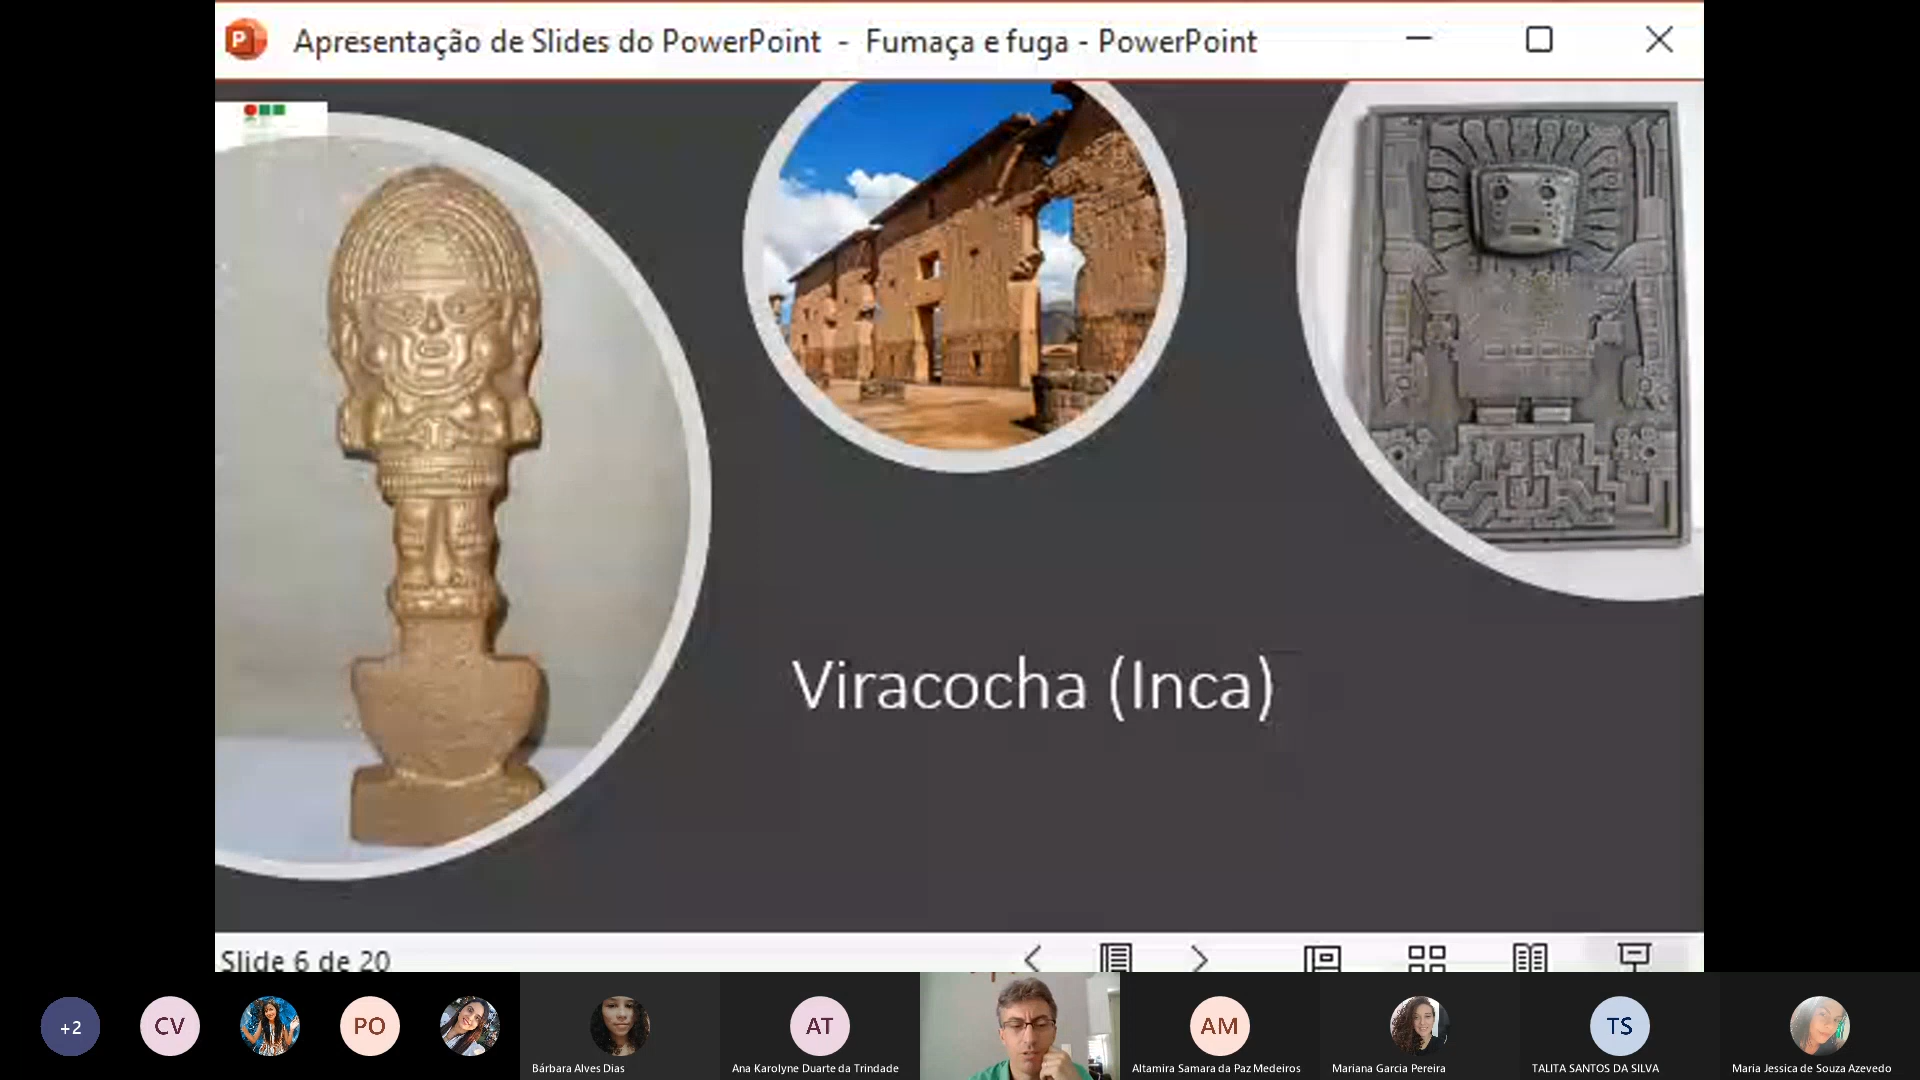 Apresentação de Slides do PowerPoint - Fumaça e fuga - PowerPoint
Viracocha (Inca)
Slide 6 de 20
+2
CV
PO
AT
AM
TS
Bárbara Alves Dias
Ana Karolyne Duarte da Trindade
Altamira Samara da Paz Medeiros
Mariana Garcia Pereira
TALITA SANTOS DA SILVA
Maria Jessica de Souza Azevedo